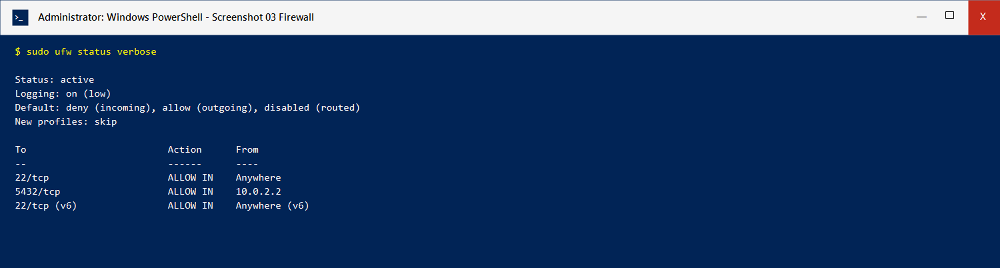 Administrator: Windows PowerShell - Screenshot 03 Firewall
$ sudo ufw status verbose
Status: active
Logging: on (low)
Default: deny (incoming), allow (outgoing), disabled (routed)
New profiles: skip
To                         Action      From
--                         ------      ----
22/tcp                     ALLOW IN    Anywhere
5432/tcp                   ALLOW IN    10.0.2.2
22/tcp (v6)                ALLOW IN    Anywhere (v6)